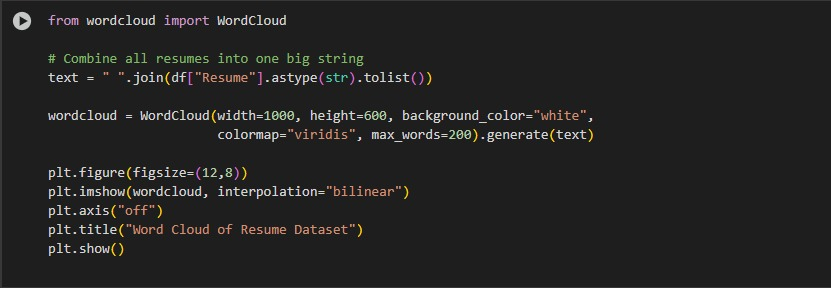 from wordcloud import WordCloud
# Combine all resumes into one big string
text = " ".join(df["Resume"].astype(str).tolist())
wordcloud = WordCloud(width=1000, height=600, background_color="white",
                      colormap="viridis", max_words=200).generate(text)
plt.figure(figsize=(12,8))
plt.imshow(wordcloud, interpolation="bilinear")
plt.axis("off")
plt.title("Word Cloud of Resume Dataset")
plt.show()